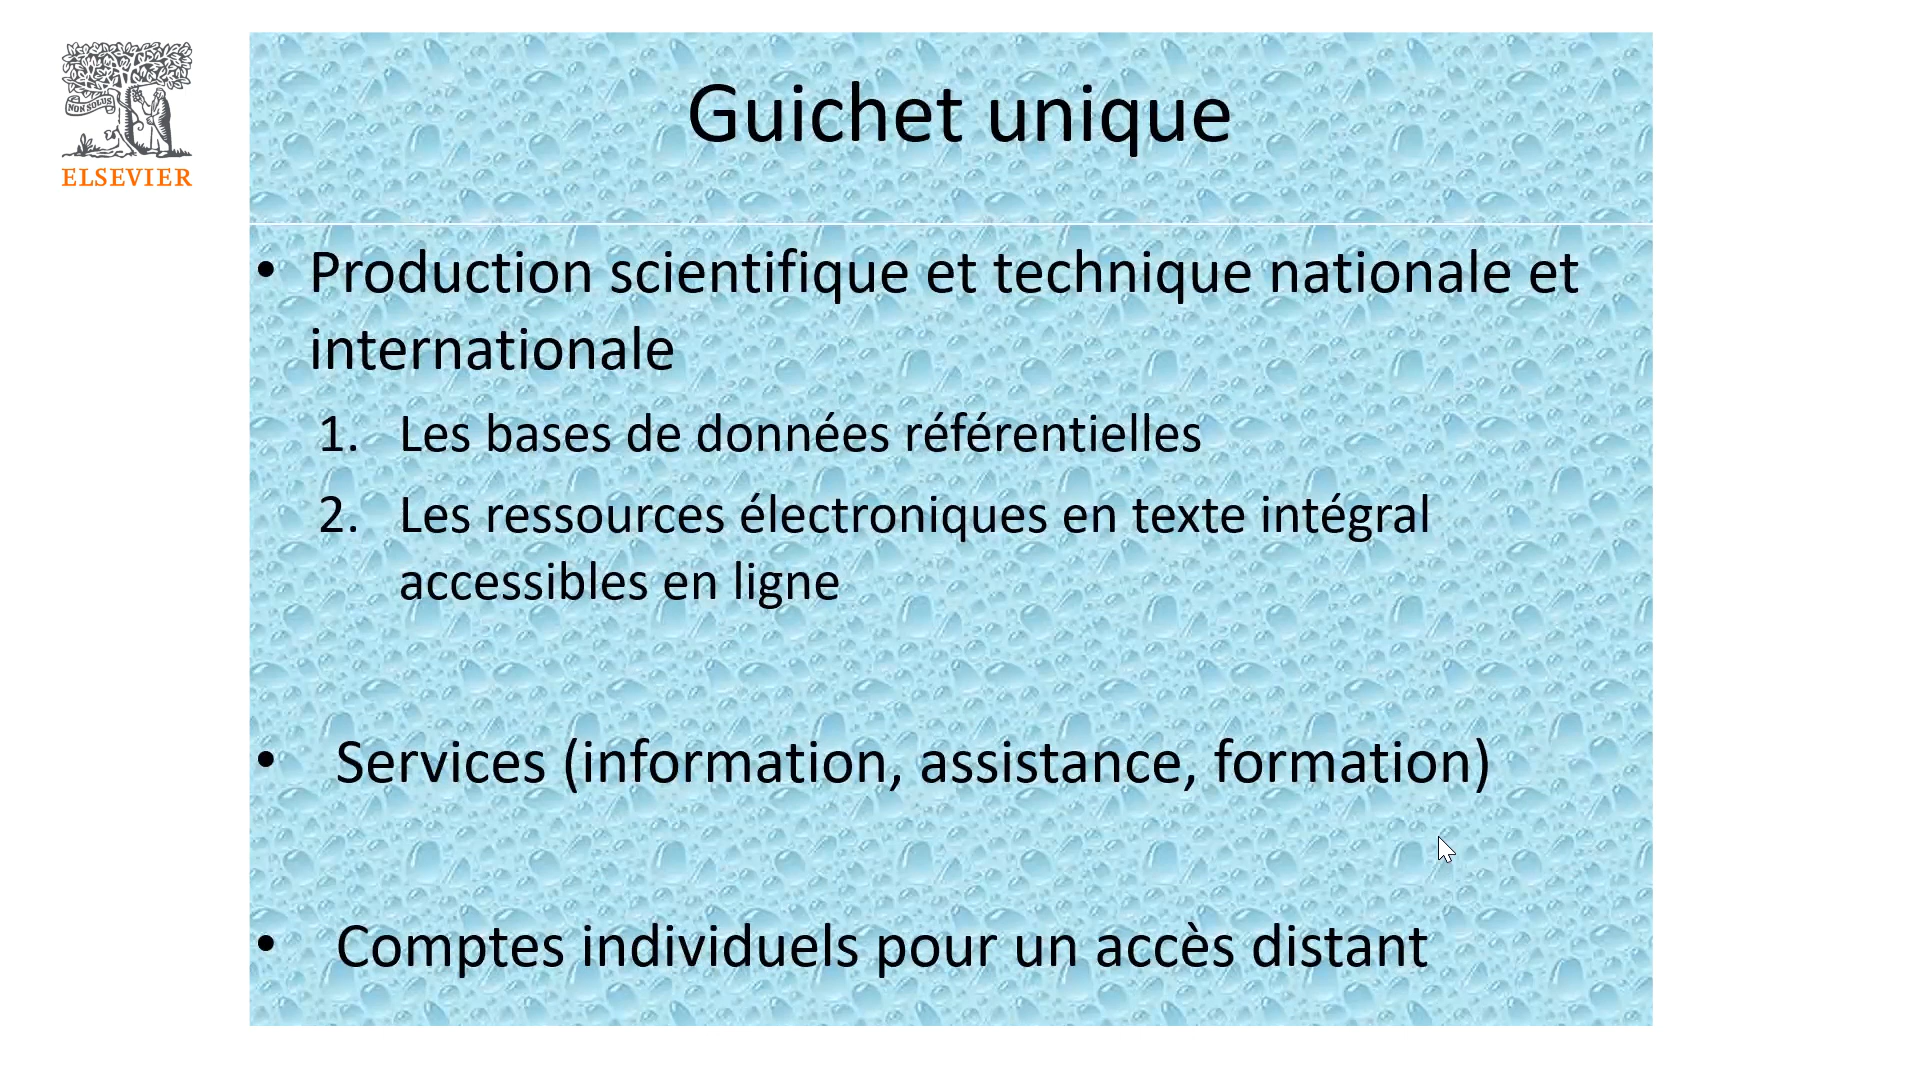 NON SOLUS
ELSEVIER
Guichet unique
• Production scientifique et technique nationale et
internationale
1. Les bases de données référentielles
2. Les ressources électroniques en texte intégral
accessibles en ligne
• Services (information, assistance, formation)
• Comptes individuels pour un accès distant